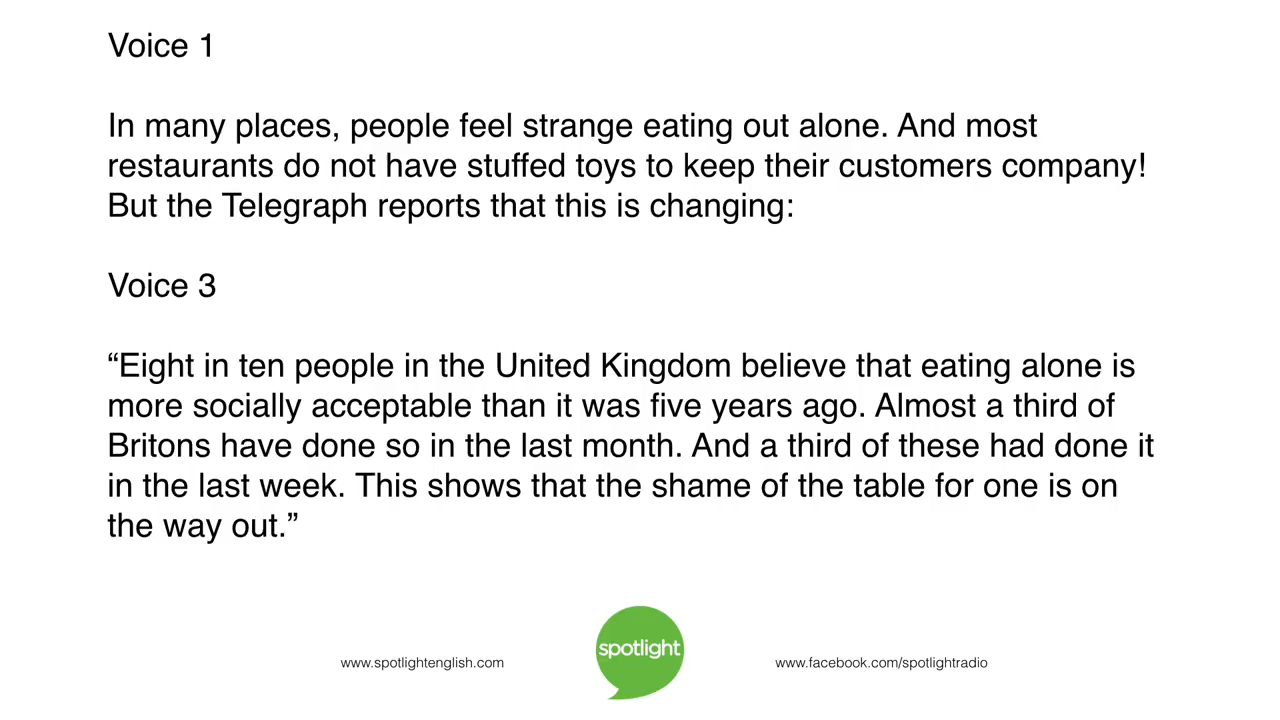 Voice 1
In many places, people feel strange eating out alone. And most
restaurants do not have stuffed toys to keep their customers company!
But the Telegraph reports that this is changing:
Voice 3
“Eight in ten people in the United Kingdom believe that eating alone is
more socially acceptable than it was five years ago. Almost a third of
Britons have done so in the last month. And a third of these had done it
in the last week. This shows that the shame of the table for one is on
the way out.”
www.spotlightenglish.com
spotlight
www.facebook.com/spotlightradio